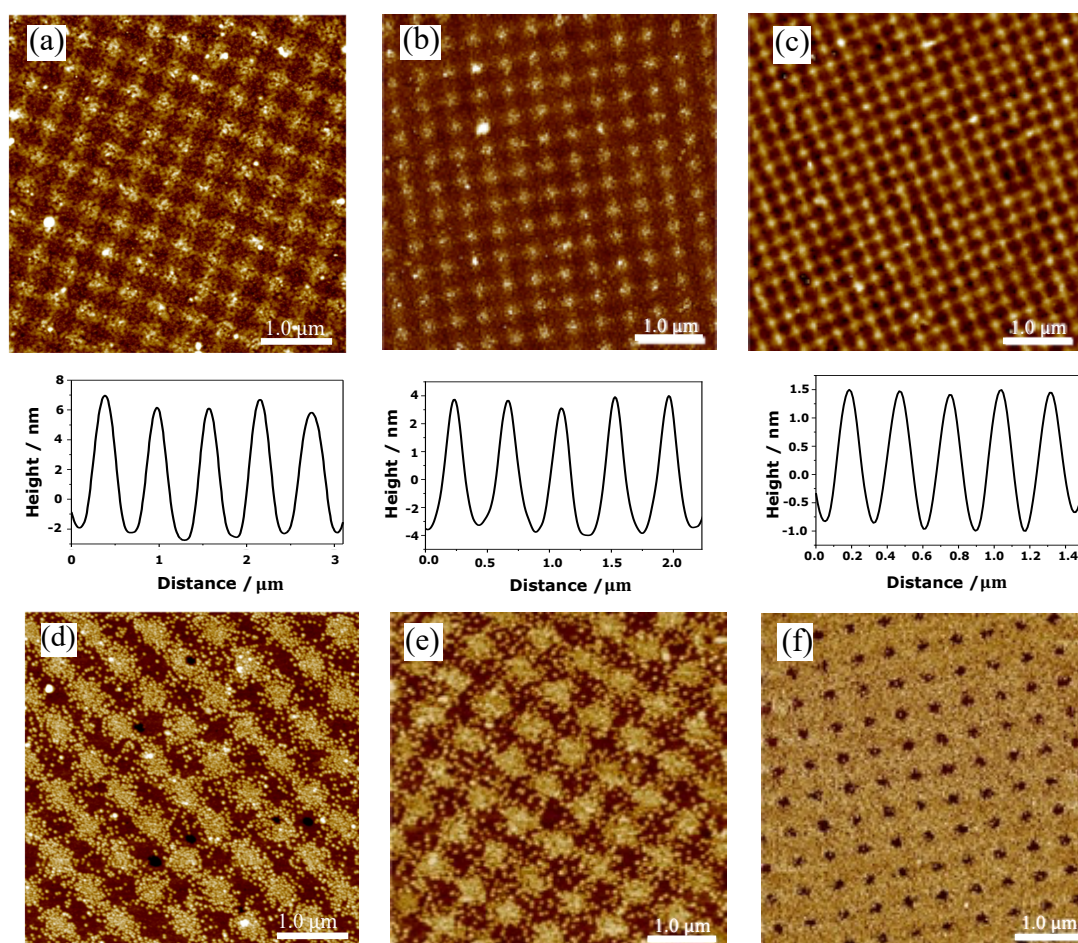 (a)
(b)
(c)
1.0 μm
1.0 μm
1.0 μm
8
6
4
2
0
-2
Height / nm
0
1
2
3
Distance / μm
4
2
0
-2
-4
Height / nm
0.0
0.5
1.0
1.5
2.0
Distance / μm
1.5
1.0
0.5
0.0
-0.5
-1.0
Height / nm
0.0
0.2
0.4
0.6
0.8
1.0
1.2
1.4
Distance / μm
(d)
(e)
(f)
1.0 μm
1.0 μm
1.0 μm